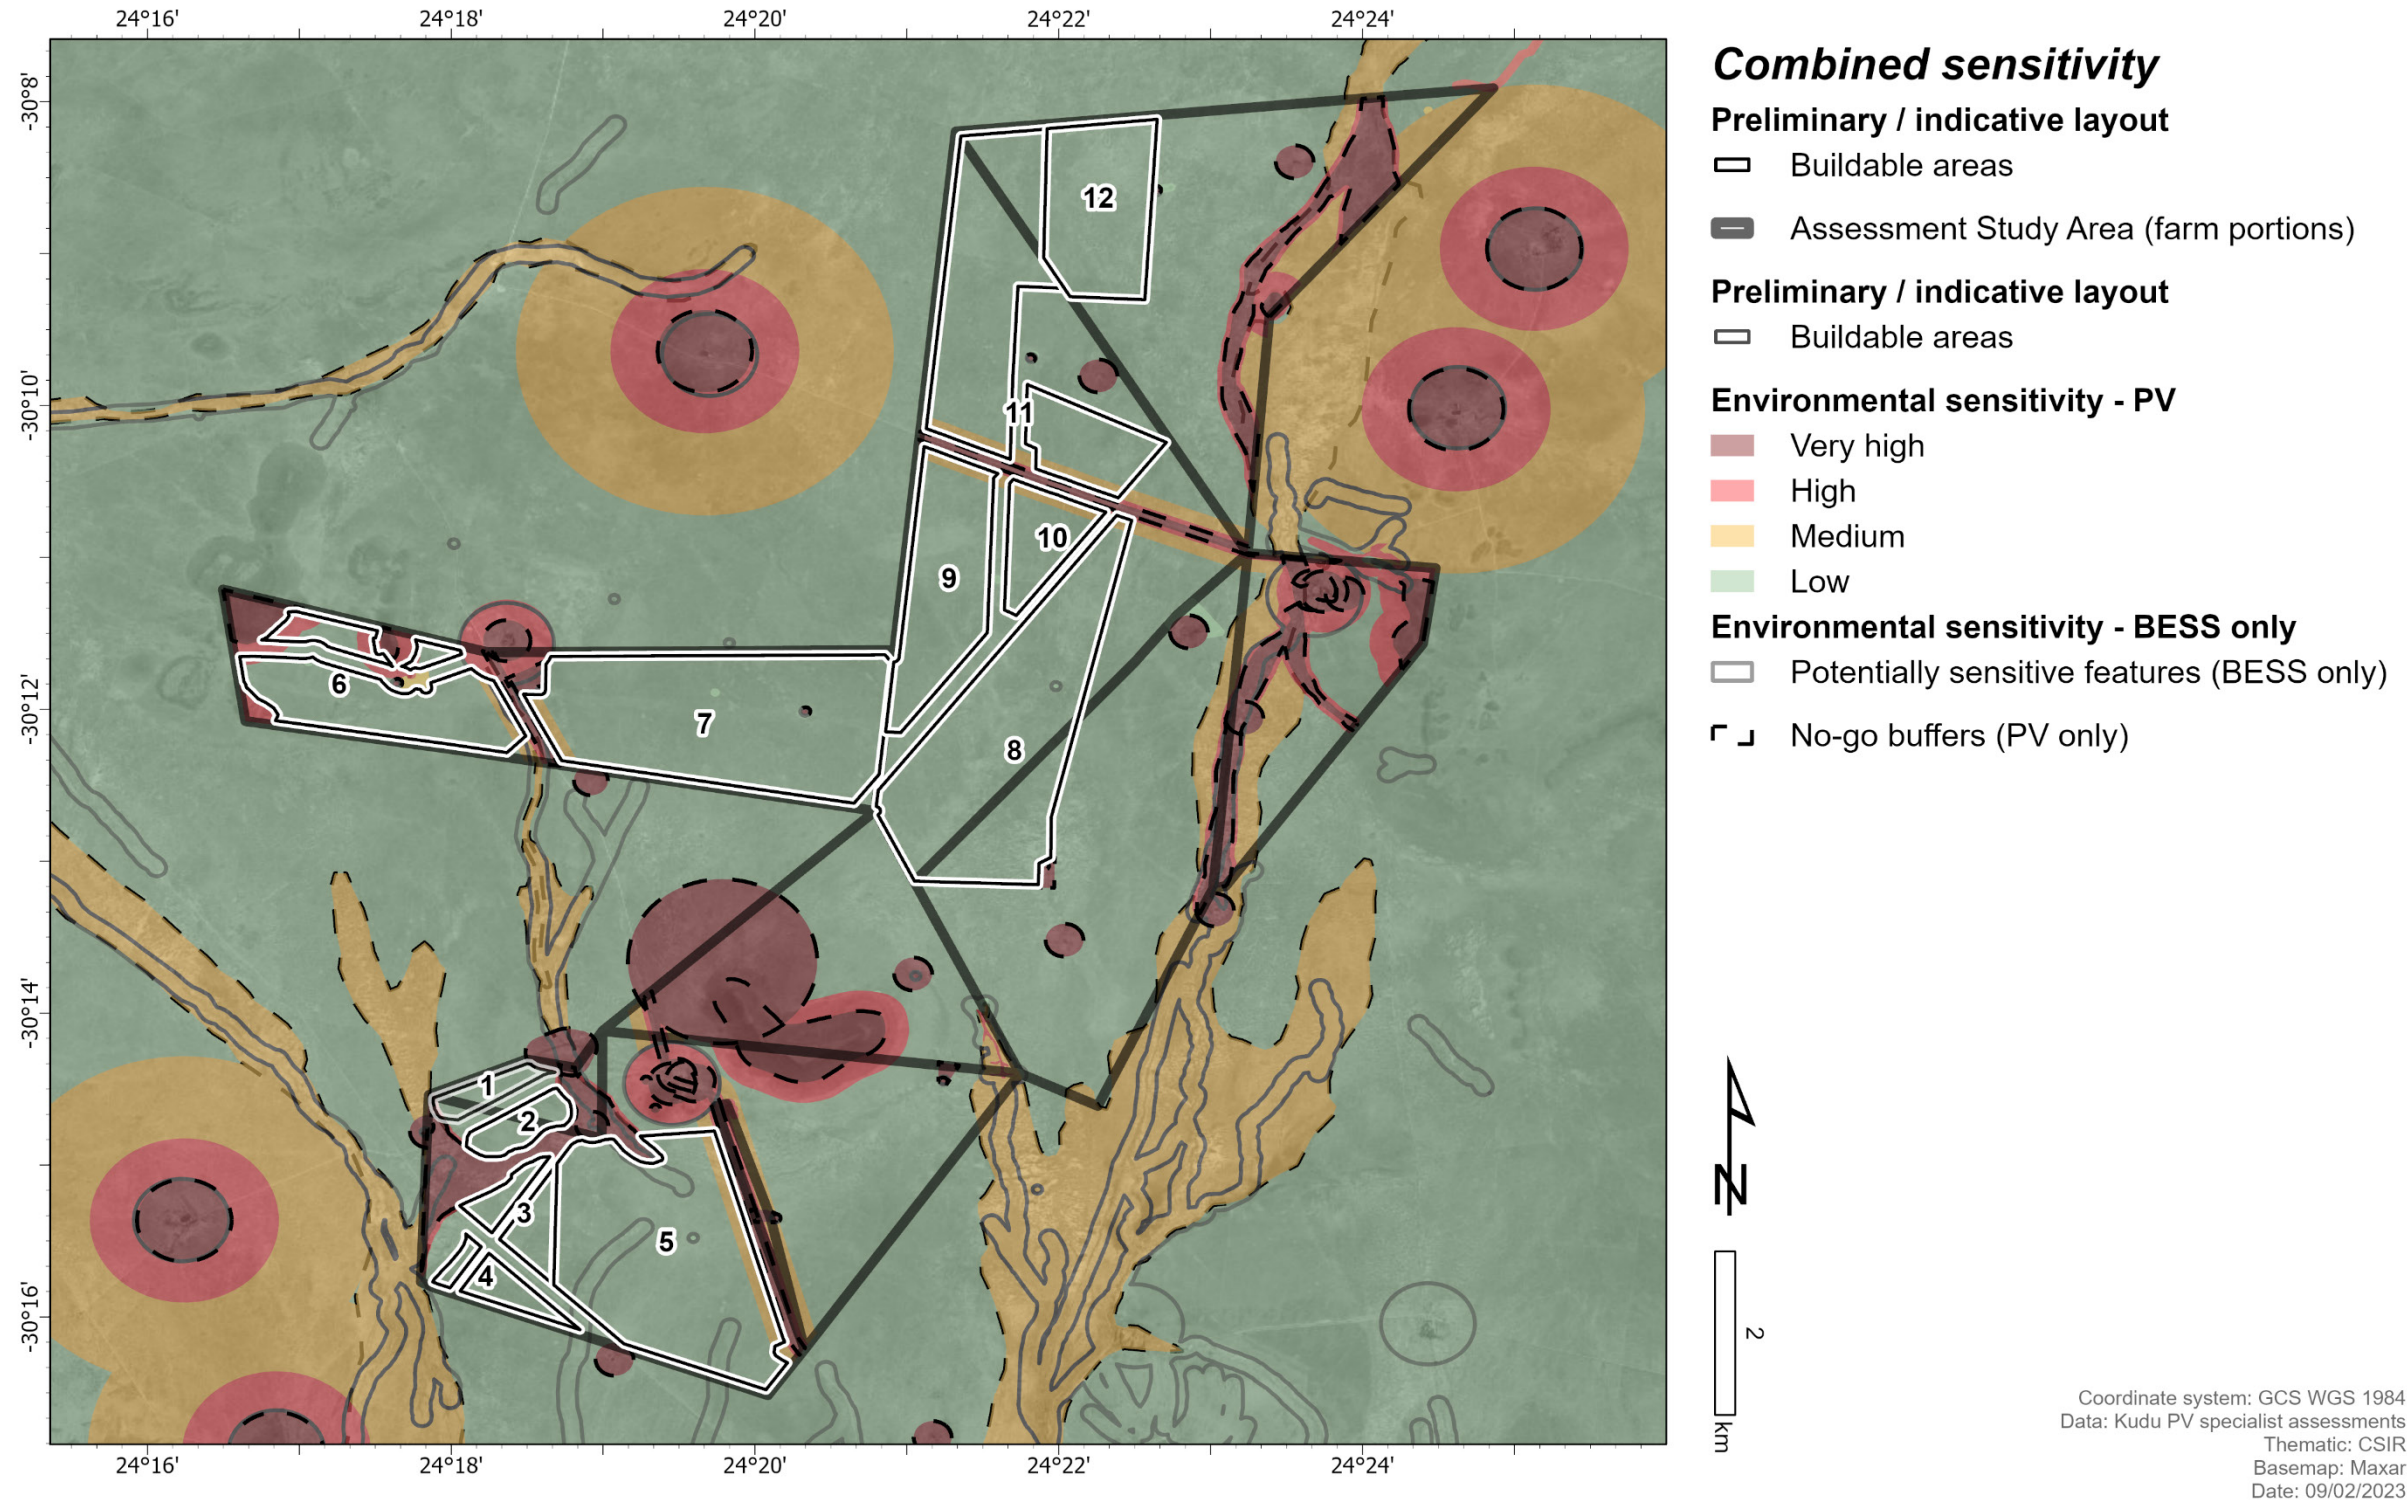 24°16' 24°18' 24°20' 24°22' 24°24'
-30°8'
-30°10'
-30°12'
-30°14'
-30°16'
12
11
10
9
8
7
6
1
2
3
4
5
24°16' 24°18' 24°20' 24°22' 24°24'
Combined sensitivity
Preliminary / indicative layout
Buildable areas
Assessment Study Area (farm portions)
Preliminary / indicative layout
Buildable areas
Environmental sensitivity - PV
Very high
High
Medium
Low
Environmental sensitivity - BESS only
Potentially sensitive features (BESS only)
No-go buffers (PV only)
N
2
km
Coordinate system: GCS WGS 1984
Data: Kudu PV specialist assessments
Thematic: CSIR
Basemap: Maxar
Date: 09/02/2023